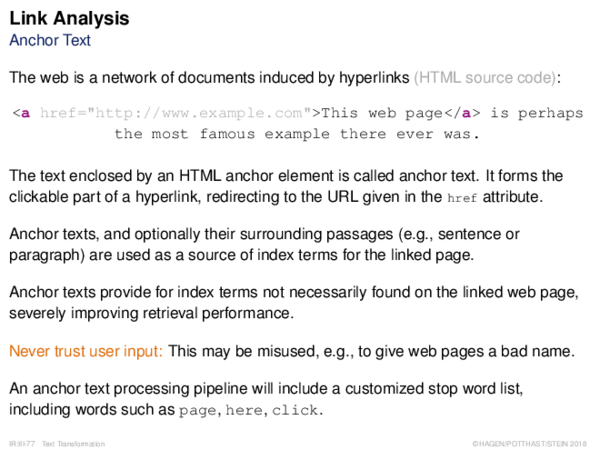 Link Analysis
Anchor Text
The web is a network of documents induced by hyperlinks (HTML source code):
<a href="http://www.example.com">This web page</a> is perhaps
the most famous example there ever was.
The text enclosed by an HTML anchor element is called anchor text. It forms the
clickable part of a hyperlink, redirecting to the URL given in the href attribute.
Anchor texts, and optionally their surrounding passages (e.g., sentence or
paragraph) are used as a source of index terms for the linked page.
Anchor texts provide for index terms not necessarily found on the linked web page,
severely improving retrieval performance.
Never trust user input: This may be misused, e.g., to give web pages a bad name.
An anchor text processing pipeline will include a customized stop word list,
including words such as page, here, click.
IR:III-77 Text Transformation ©HAGEN/POTTHAST/STEIN 2018